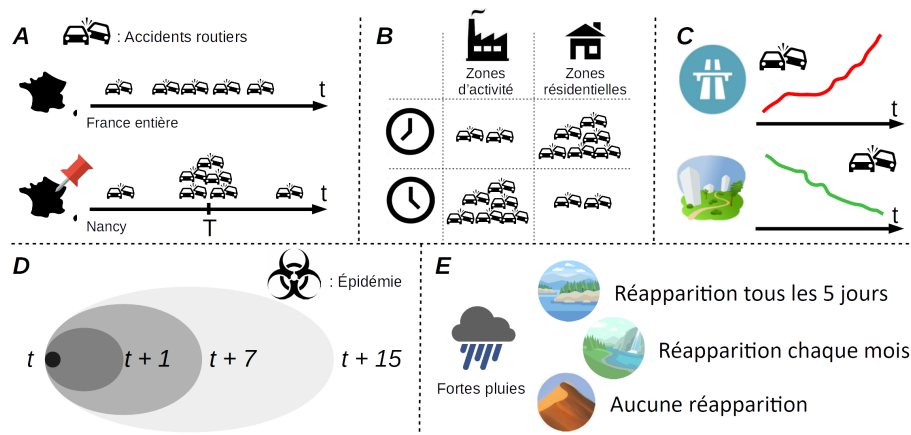 A
: Accidents routiers
t
France entière
t
Nancy
T
B
Zones
d'activité
Zones
résidentielles
C
t
t
D
: Épidémie
t
t + 1
t + 7
t + 15
E
Fortes pluies
Réapparition tous les 5 jours
Réapparition chaque mois
Aucune réapparition